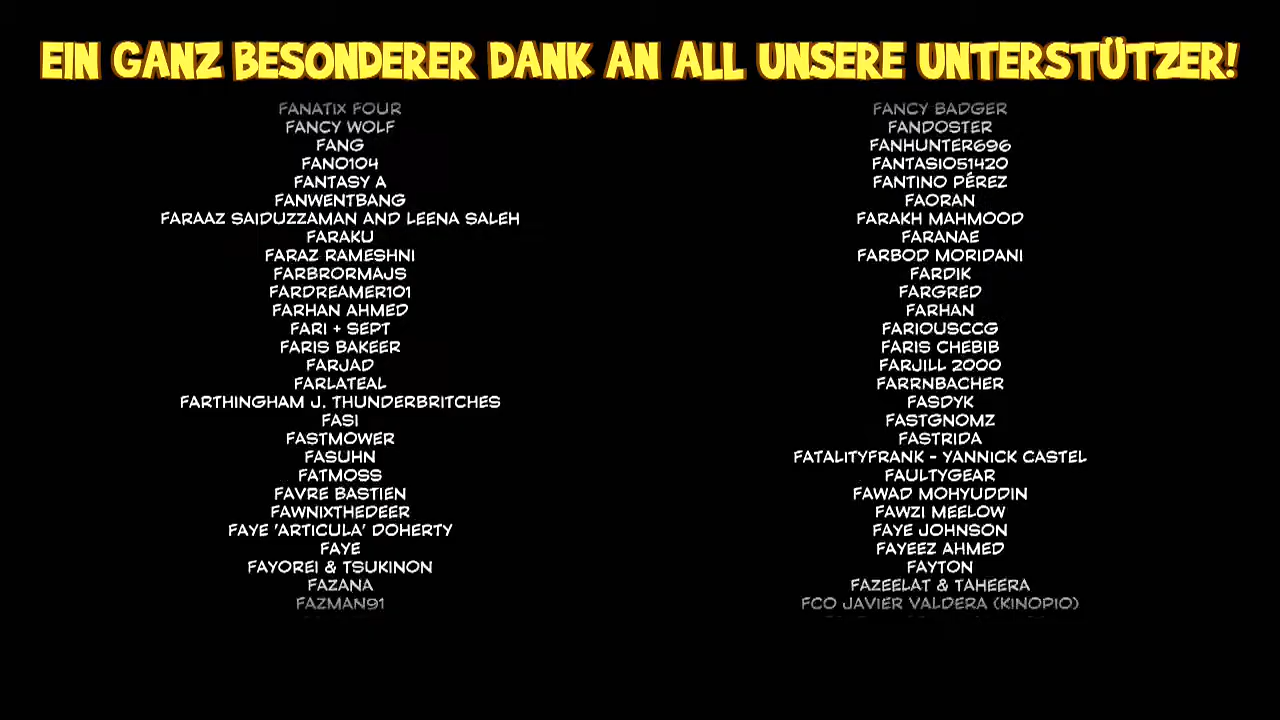 EIN GANZ BESONDERER DANK AN ALL UNSERE UNTERSTÜTZER!
FANATIX FOUR
FANCY BADGER
FANCY WOLF
FANDOSTER
FANG
FANHUNTER696
FANO104
FANTASIO51420
FANTASY A
FANTINO PÉREZ
FANWENTBANG
FAORAN
FARAAZ SAIDUZZAMAN AND LEENA SALEH
FARAKH MAHMOOD
FARAKU
FARANAE
FARAZ RAMESHNI
FARBOD MORIDANI
FARBRORMAJS
FARDIK
FARDREAMER101
FARGRED
FARHAN AHMED
FARHAN
FARI + SEPT
FARIOUSCCG
FARIS BAKEER
FARIS CHEBIB
FARJAD
FARJILL 2000
FARLATEAL
FARRNBACHER
FARTHINGHAM J. THUNDERBRITCHES
FASDYK
FASI
FASTGNOMZ
FASTMOWER
FASTRIDA
FASUHN
FATALITYFRANK - YANNICK CASTEL
FATMOSS
FAULTYGEAR
FAVRE BASTIEN
FAWAD MOHYUDDIN
FAWNIXTHEDEER
FAWZI MEELOW
FAYE 'ARTICULA' DOHERTY
FAYE JOHNSON
FAYE
FAYEEZ AHMED
FAYOREI & TSUKINON
FAYTON
FAZANA
FAZEELAT & TAHEERA
FAZMAN91
FCO JAVIER VALDERA (KINOPIO)